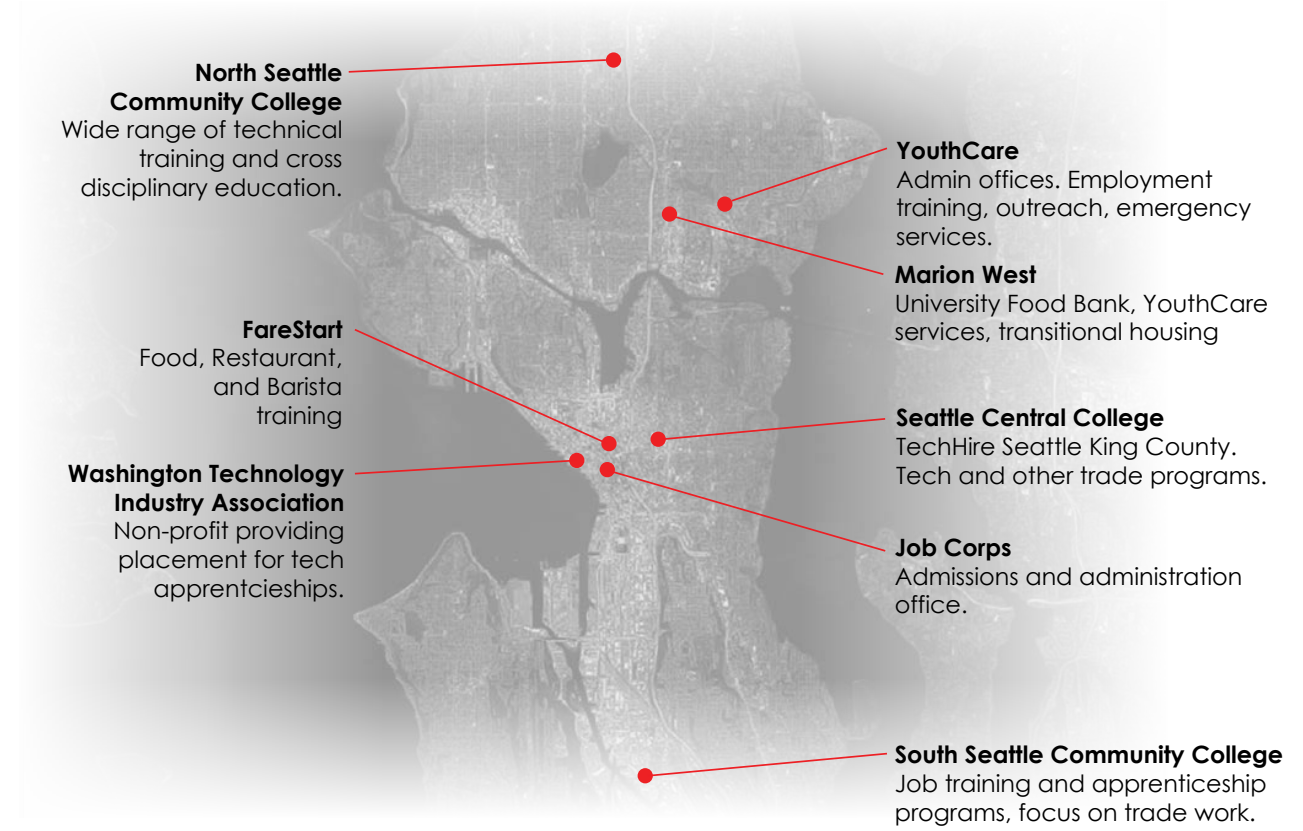 North Seattle
Community College
Wide range of technical
training and cross
disciplinary education.
FareStart
Food, Restaurant,
and Barista
training
Washington Technology
Industry Association
Non-profit providing
placement for tech
apprentcieships.
YouthCare
Admin offices. Employment
training, outreach, emergency
services.
Marion West
University Food Bank, YouthCare
services, transitional housing
Seattle Central College
TechHire Seattle King County.
Tech and other trade programs.
Job Corps
Admissions and administration
office.
South Seattle Community College
Job training and apprenticeship
programs, focus on trade work.